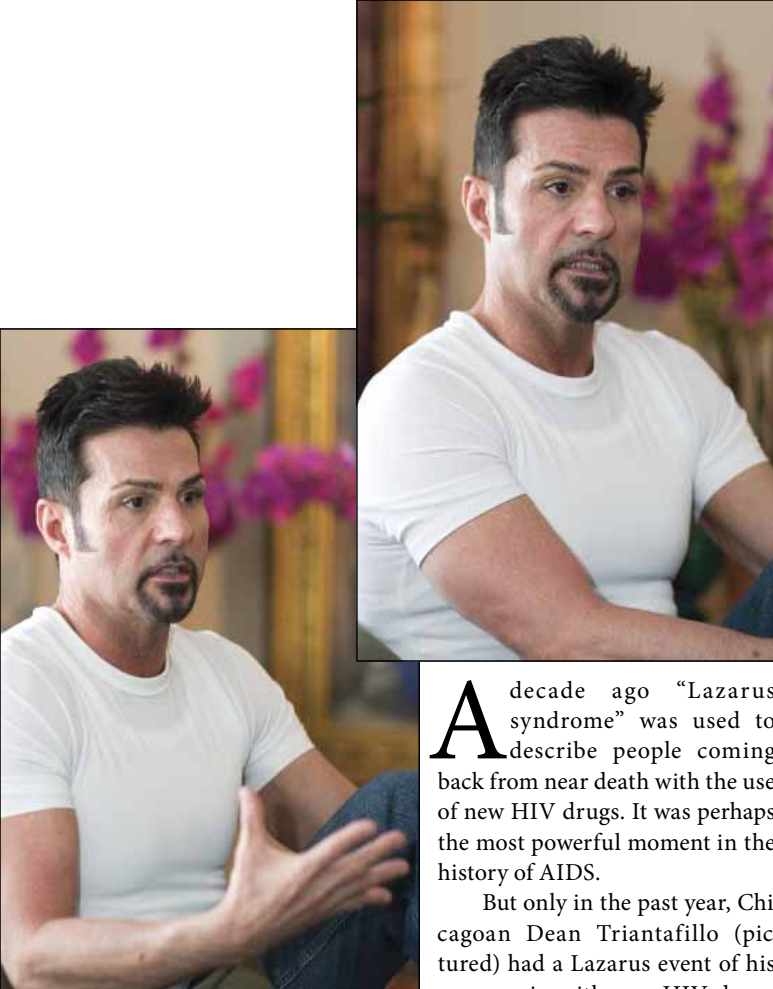 A decade ago “Lazarus
syndrome” was used to
describe people coming
back from near death with the use
of new HIV drugs. It was perhaps
the most powerful moment in the
history of AIDS.
But only in the past year, Chi
cagoan Dean Triantafillo (pic
tured) had a Lazarus event of his